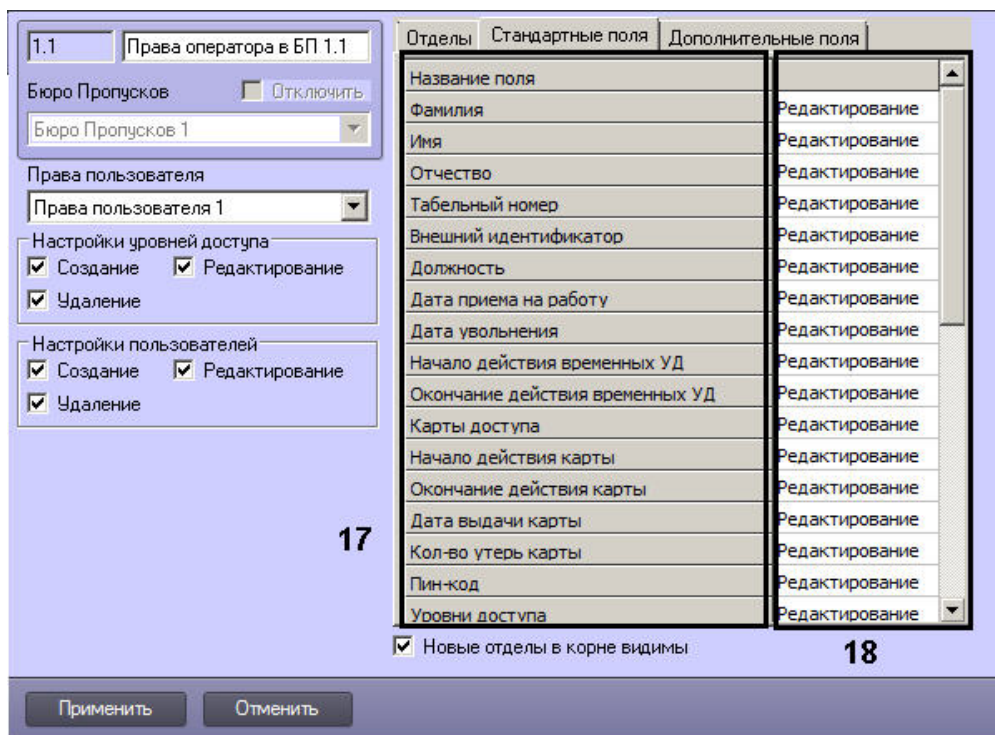 1.1
Права оператора в БП 1.1
Бюро Пропусков
Отключить
Бюро Пропусков 1
Права пользователя
Права пользователя 1
Настройки уровней доступа
Создание Редактирование
Удаление
Настройки пользователей
Создание Редактирование
Удаление
17
Отделы Стандартные поля Дополнительные поля
Название поля
Фамилия Редактирование
Имя Редактирование
Отчество Редактирование
Табельный номер Редактирование
Внешний идентификатор Редактирование
Должность Редактирование
Дата приема на работу Редактирование
Дата увольнения Редактирование
Начало действия временных УД Редактирование
Окончание действия временных УД Редактирование
Карты доступа Редактирование
Начало действия карты Редактирование
Окончание действия карты Редактирование
Дата выдачи карты Редактирование
Кол-во утерь карты Редактирование
Пин-код Редактирование
Уровни доступа Редактирование
Новые отделы в корне видимы
18
Применить Отменить